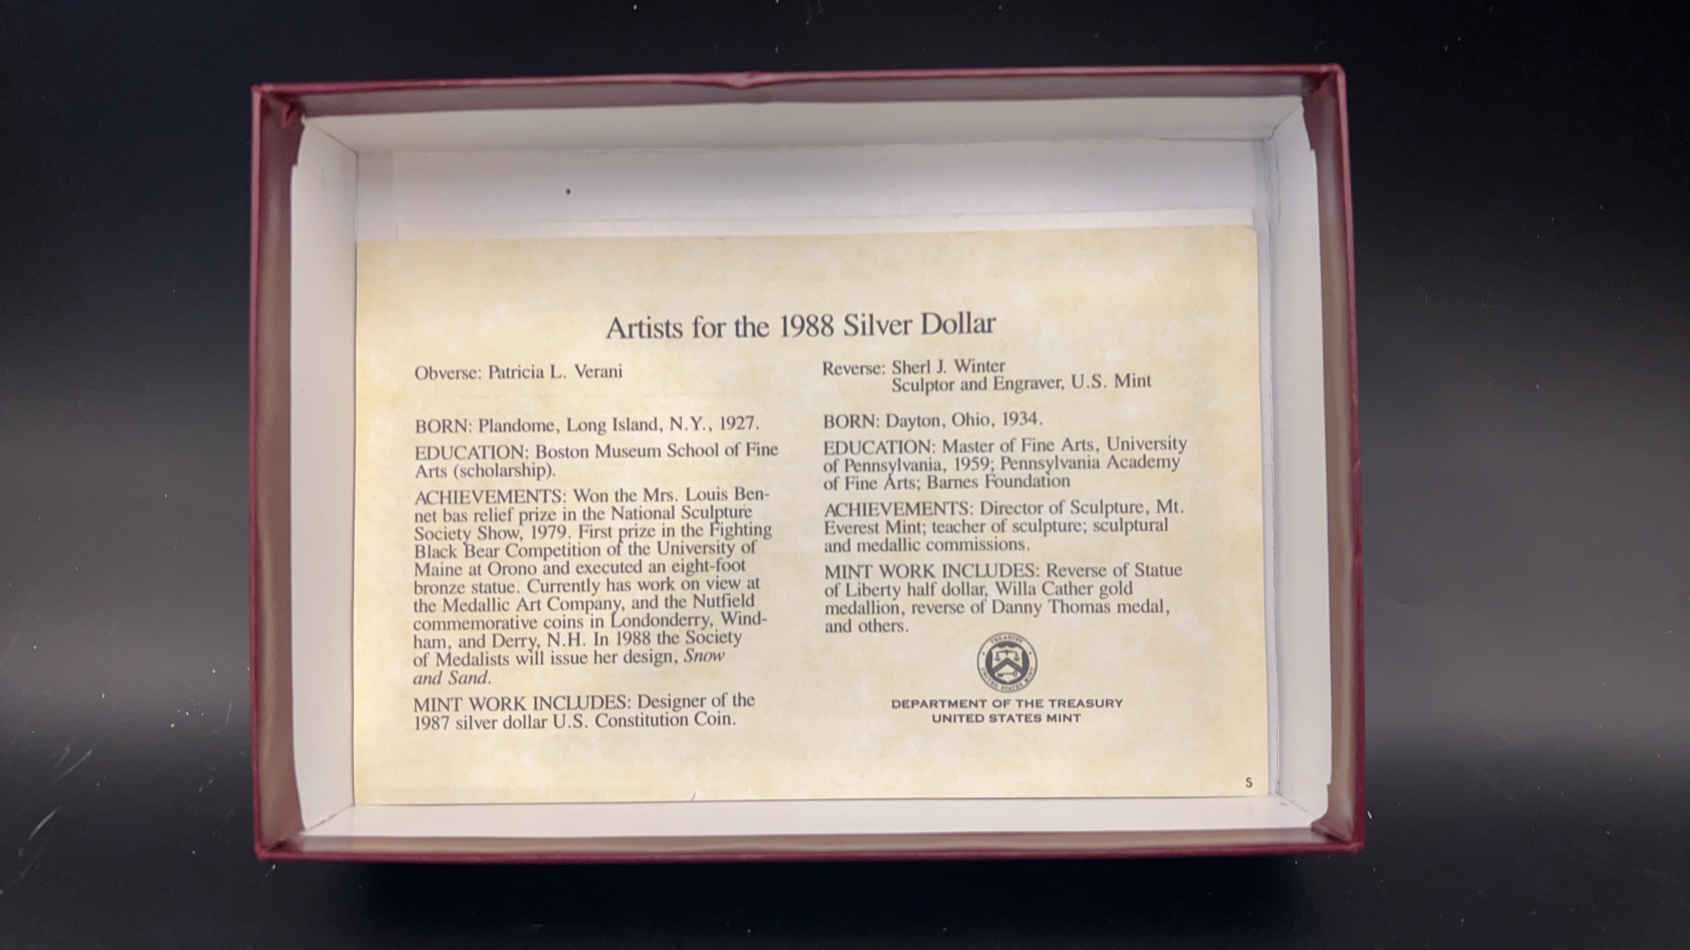 Artists for the 1988 Silver Dollar
Obverse: Patricia L. Verani
BORN: Plandome, Long Island, N.Y., 1927.
EDUCATION: Boston Museum School of Fine
Arts (scholarship).
ACHIEVEMENTS: Won the Mrs. Louis Ben-
net bas relief prize in the National Sculpture
Society Show, 1979. First prize in the Fighting
Black Bear Competition of the University of
Maine at Orono and executed an eight-foot
bronze statue. Currently has work on view at
the Medallic Art Company, and the Nutfield
commemorative coins in Londonderry, Wind-
ham, and Derry, N.H. In 1988 the Society
of Medalists will issue her design, Snow
and Sand.
MINT WORK INCLUDES: Designer of the
1987 silver dollar U.S. Constitution Coin.
Reverse: Sherl J. Winter
Sculptor and Engraver, U.S. Mint
BORN: Dayton, Ohio, 1934.
EDUCATION: Master of Fine Arts, University
of Pennsylvania, 1959; Pennsylvania Academy
of Fine Arts; Barnes Foundation
ACHIEVEMENTS: Director of Sculpture, Mt.
Everest Mint; teacher of sculpture; sculptural
and medallic commissions.
MINT WORK INCLUDES: Reverse of Statue
of Liberty half dollar, Willa Cather gold
medallion, reverse of Danny Thomas medal,
and others.
DEPARTMENT OF THE TREASURY
UNITED STATES MINT
S